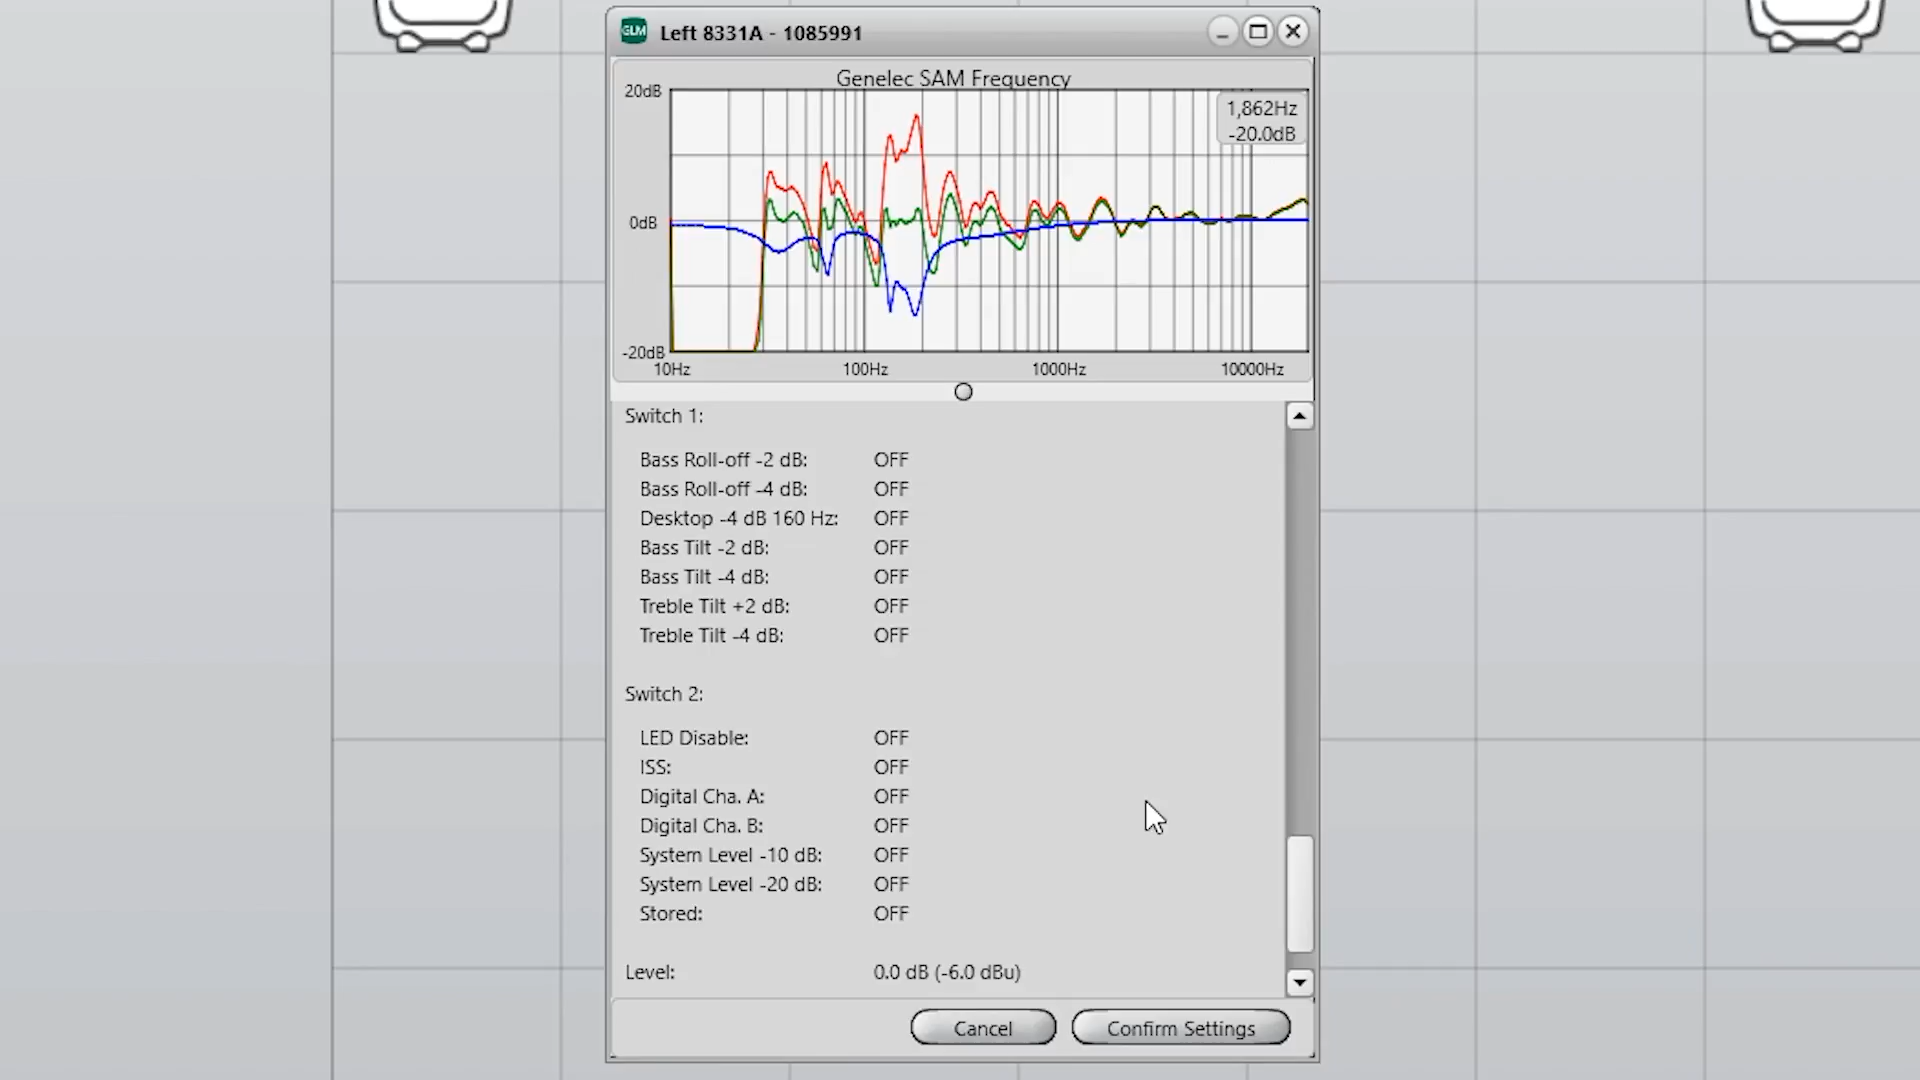 GLM Left 8331A - 1085991
Genelec SAM Frequency
20dB
1,862Hz
-20.0dB
0dB
-20dB
10Hz 100Hz 1000Hz 10000Hz
Switch 1:
Bass Roll-off -2 dB: OFF
Bass Roll-off -4 dB: OFF
Desktop -4 dB 160 Hz: OFF
Bass Tilt -2 dB: OFF
Bass Tilt -4 dB: OFF
Treble Tilt +2 dB: OFF
Treble Tilt -4 dB: OFF
Switch 2:
LED Disable: OFF
ISS: OFF
Digital Cha. A: OFF
Digital Cha. B: OFF
System Level -10 dB: OFF
System Level -20 dB: OFF
Stored: OFF
Level: 0.0 dB (-6.0 dBu)
Cancel Confirm Settings